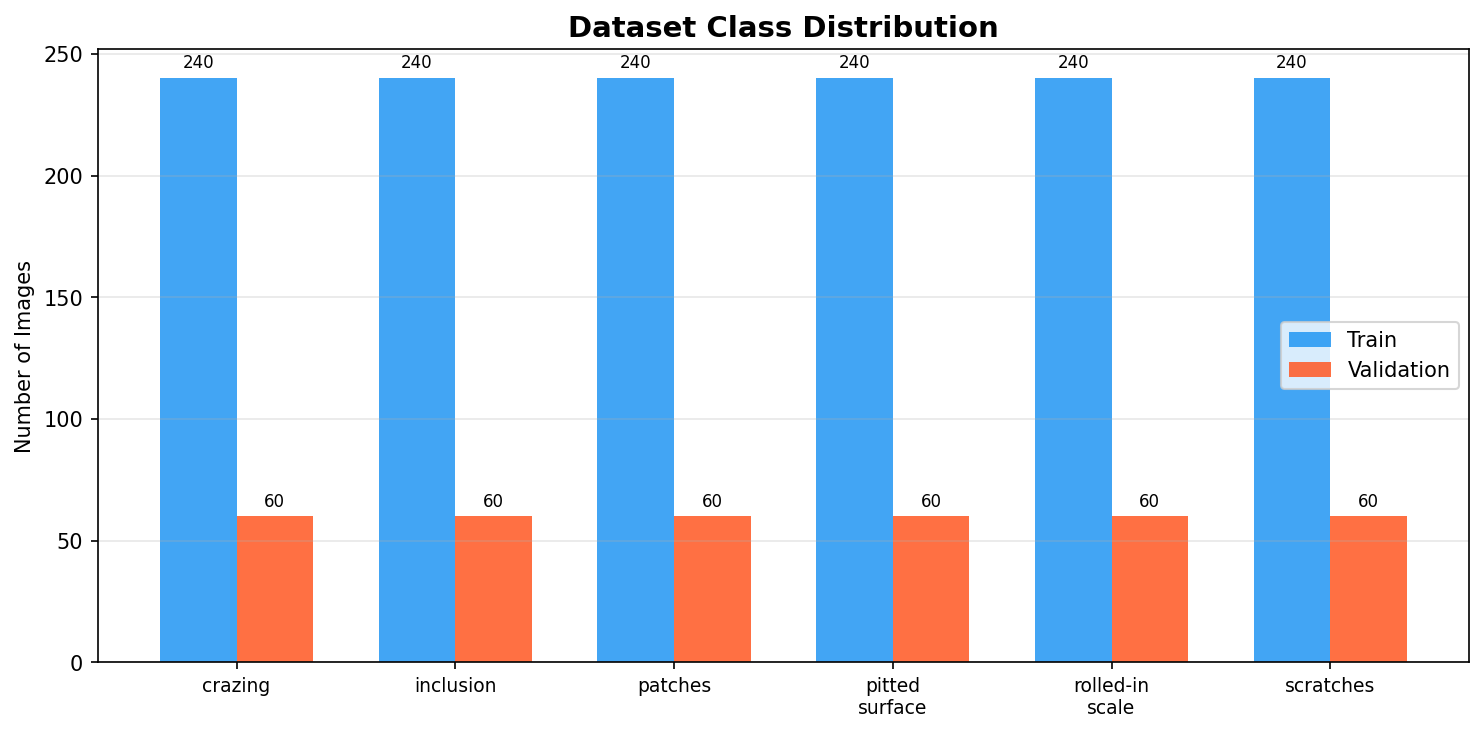 Dataset Class Distribution
Number of Images
250
200
150
100
50
0
240
60
240
60
240
60
240
60
240
60
240
60
Train
Validation
crazing
inclusion
patches
pitted
surface
rolled-in
scale
scratches